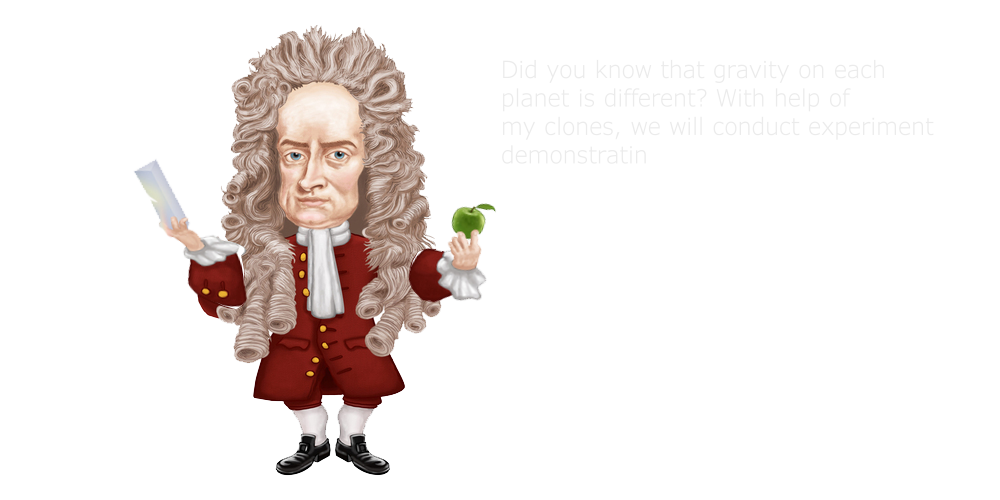 Did you know that gravity on each
planet is different? With help of
my clones, we will conduct experiment
demonstratin